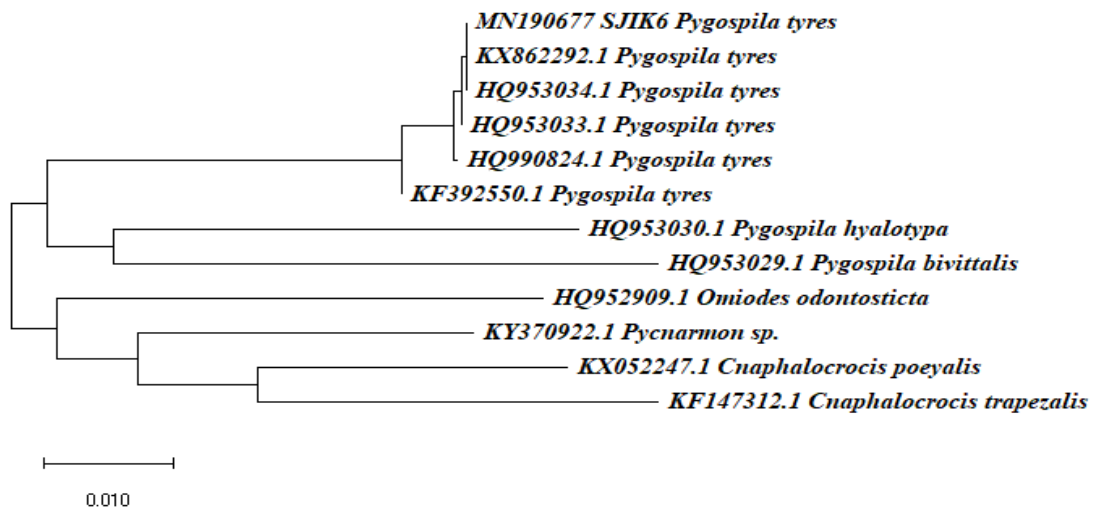 MN190677 SJIK6 Pygospila tyres
KX862292.1 Pygospila tyres
HQ953034.1 Pygospila tyres
HQ953033.1 Pygospila tyres
HQ990824.1 Pygospila tyres
KF392550.1 Pygospila tyres
HQ953030.1 Pygospila hyalotypa
HQ953029.1 Pygospila bivittalis
HQ952909.1 Omiodes odontosticta
KY370922.1 Pycnarmon sp.
KX052247.1 Cnaphalocrocis poeyalis
KF147312.1 Cnaphalocrocis trapezalis
0.010